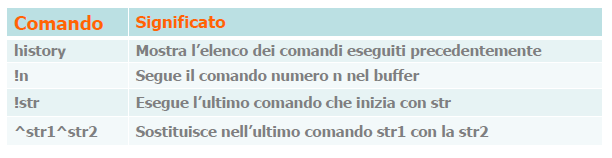 Comando Significato
history Mostra l’elenco dei comandi eseguiti precedentemente
!n Segue il comando numero n nel buffer
!str Esegue l’ultimo comando che inizia con str
^str1^str2 Sostituisce nell’ultimo comando str1 con la str2